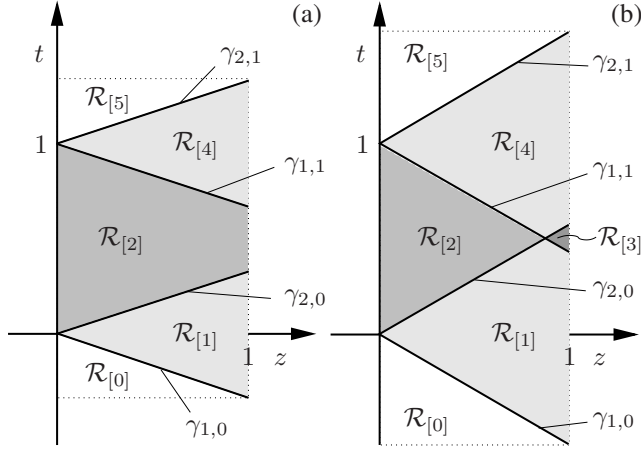 (a)
t
γ2,1
R[5]
R[4]
1
γ1,1
R[2]
γ2,0
R[1]
1 z
R[0]
γ1,0
(b)
t
R[5]
γ2,1
R[4]
1
γ1,1
R[2]
R[3]
γ2,0
R[1]
1 z
R[0]
γ1,0